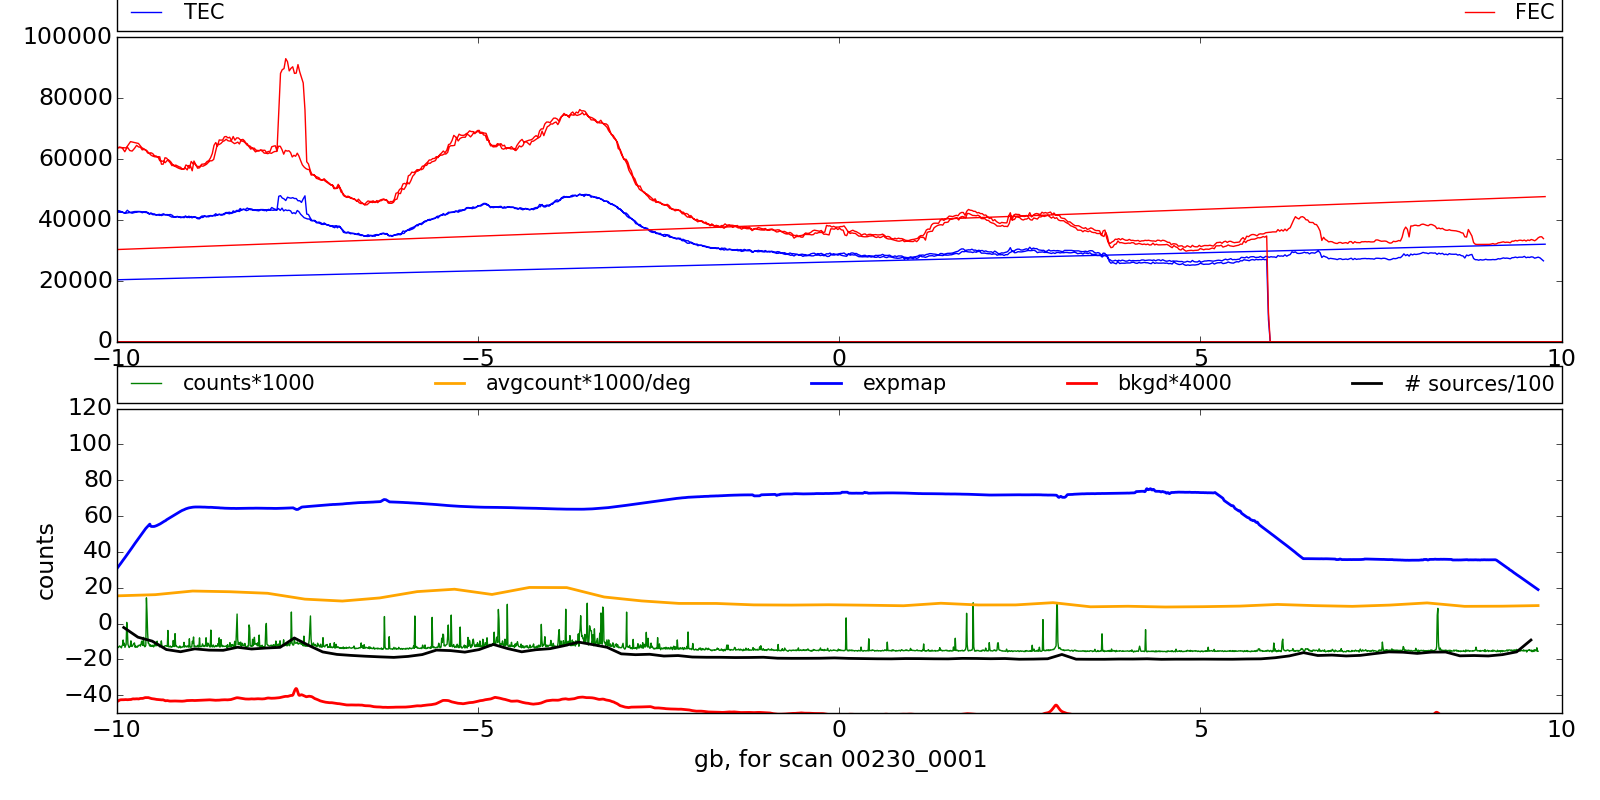 TEC FEC
100000
80000
60000
40000
20000
0
−10 −5 0 5 10
counts*1000 avgcount*1000/deg expmap bkgd*4000 # sources/100
120
100
80
60
40
20
0
−20
−40
counts
−10 −5 0 5 10
gb, for scan 00230_0001